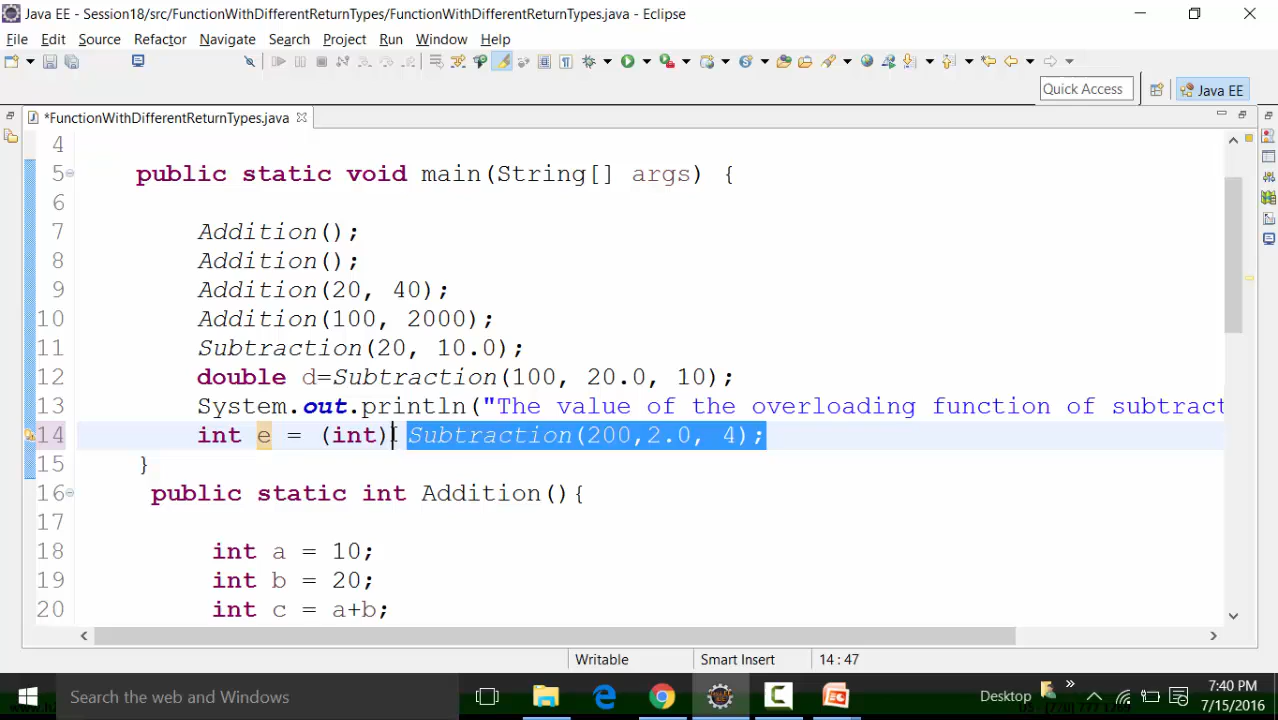 Java EE - Session18/src/FunctionWithDifferentReturnTypes/FunctionWithDifferentReturnTypes.java - Eclipse
File Edit Source Refactor Navigate Search Project Run Window Help
Quick Access
Java EE
*FunctionWithDifferentReturnTypes.java
4
5 public static void main(String[] args) {
6
7 Addition();
8 Addition();
9 Addition(20, 40);
10 Addition(100, 2000);
11 Subtraction(20, 10.0);
12 double d=Subtraction(100, 20.0, 10);
13 System.out.println("The value of the overloading function of subtract
14 int e = (int) Subtraction(200,2.0, 4);
15 }
16 public static int Addition(){
17
18 int a = 10;
19 int b = 20;
20 int c = a+b;
Writable
Smart Insert
14 : 47
Search the web and Windows
Desktop
7:40 PM
7/15/2016